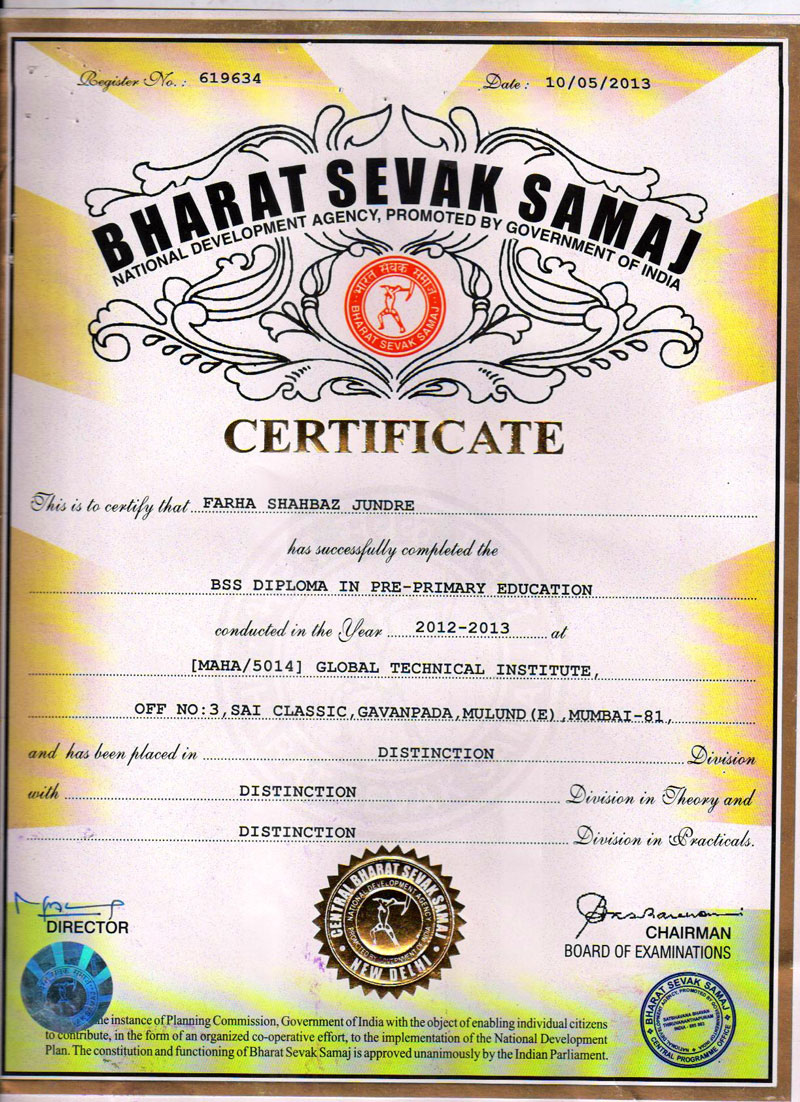 Register No. : 619634
Date : 10/05/2013
BHARAT SEVAK SAMAJ
NATIONAL DEVELOPMENT AGENCY, PROMOTED BY GOVERNMENT OF INDIA
भारत सेवक समाज
BHARAT SEVAK SAMAJ
CERTIFICATE
This is to certify that FARHA SHAHBAZ JUNDRE
has successfully completed the
BSS DIPLOMA IN PRE-PRIMARY EDUCATION
conducted in the Year 2012-2013 at
[MAHA/5014] GLOBAL TECHNICAL INSTITUTE,
OFF NO:3,SAI CLASSIC,GAVANPADA,MULUND(E),MUMBAI-81,
and has been placed in DISTINCTION Division
with DISTINCTION Division in Theory and
DISTINCTION Division in Practicals.
CENTRAL BHARAT SEVAK SAMAJ
NATIONAL DEVELOPMENT AGENCY
PROMOTED BY GOVERNMENT OF INDIA
NEW DELHI
DIRECTOR
CHAIRMAN
BOARD OF EXAMINATIONS
BHARAT SEVAK SAMAJ
CENTRAL PROGRAMME OFFICE
he instance of Planning Commission, Government of India with the object of enabling individual citizens
to contribute, in the form of an organized co-operative effort, to the implementation of the National Development
Plan. The constitution and functioning of Bharat Sevak Samaj is approved unanimously by the Indian Parliament.